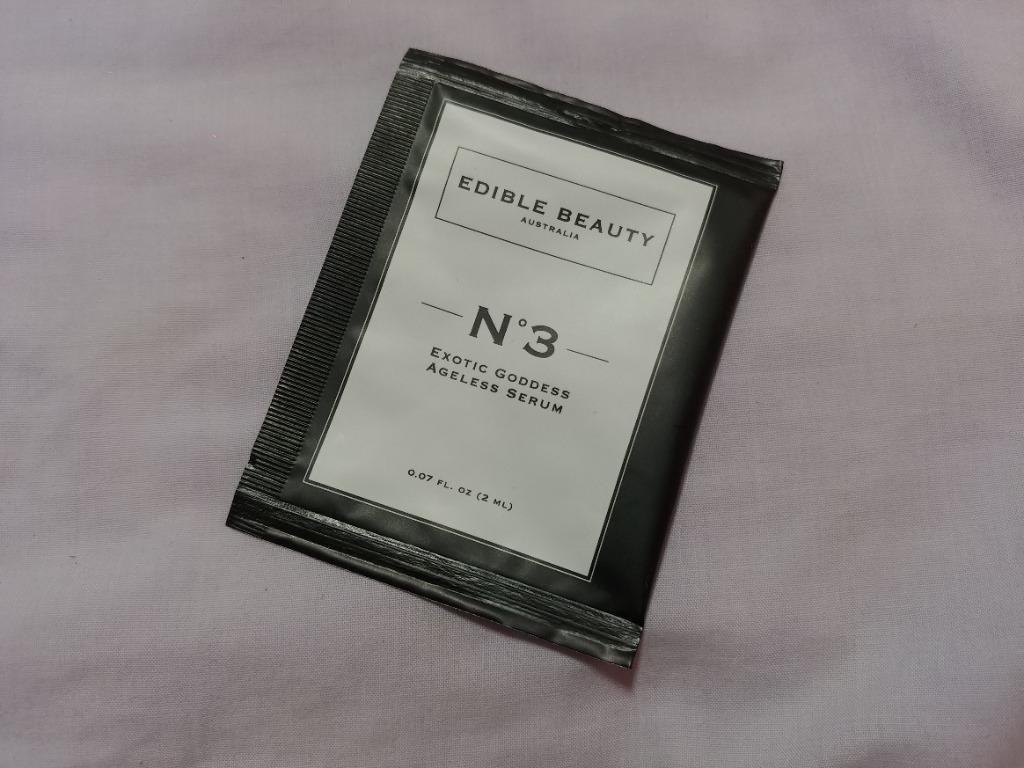 EDIBLE BEAUTY
AUSTRALIA
N°3
EXOTIC GODDESS
AGELESS SERUM
0.07 FL. OZ (2 ML)